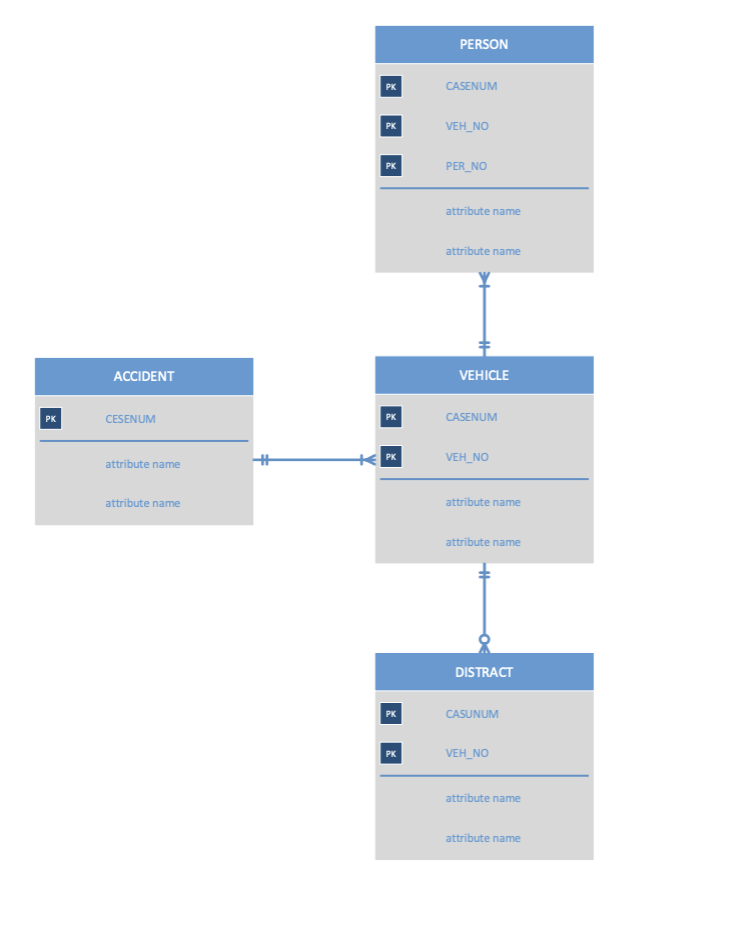 PERSON
PK CASENUM
PK VEH_NO
PK PER_NO
attribute name
attribute name
ACCIDENT
PK CESENUM
attribute name
attribute name
VEHICLE
PK CASENUM
PK VEH_NO
attribute name
attribute name
DISTRACT
PK CASUNUM
PK VEH_NO
attribute name
attribute name